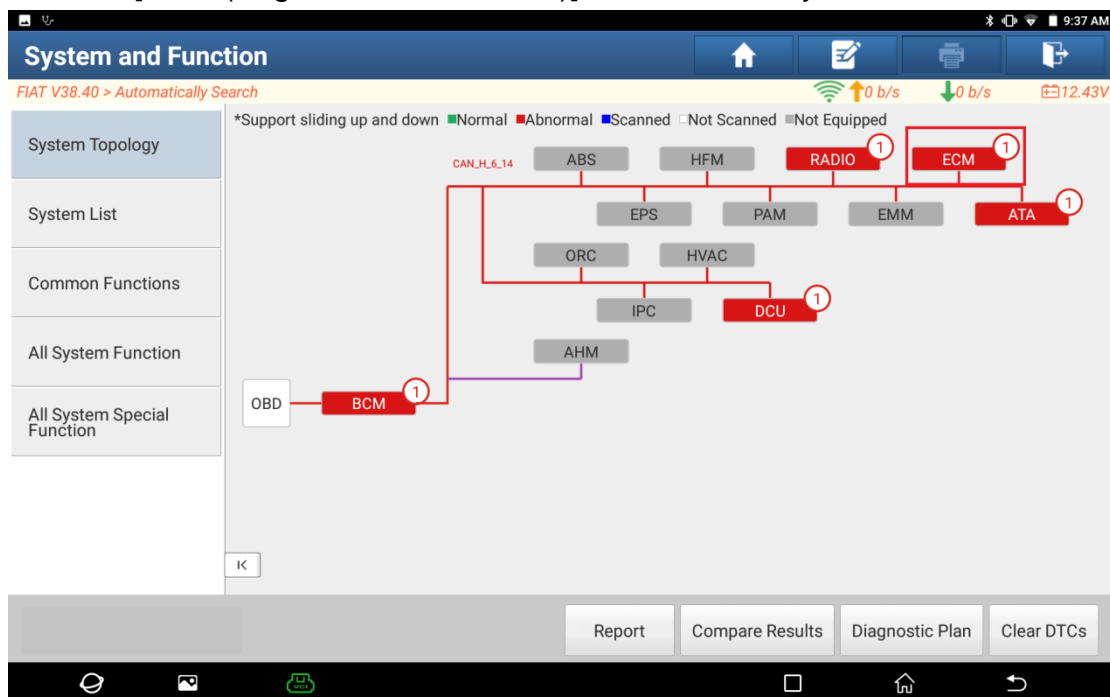 9:37 AM
System and Function
FIAT V38.40 > Automatically Search
0 b/s
0 b/s
12.43V
System Topology
System List
Common Functions
All System Function
All System Special
Function
*Support sliding up and down Normal Abnormal Scanned Not Scanned Not Equipped
CAN_H_6_14
ABS
HFM
RADIO
1
ECM
1
EPS
PAM
EMM
ATA
1
ORC
HVAC
IPC
DCU
1
AHM
OBD
BCM
1
Report
Compare Results
Diagnostic Plan
Clear DTCs
VCI